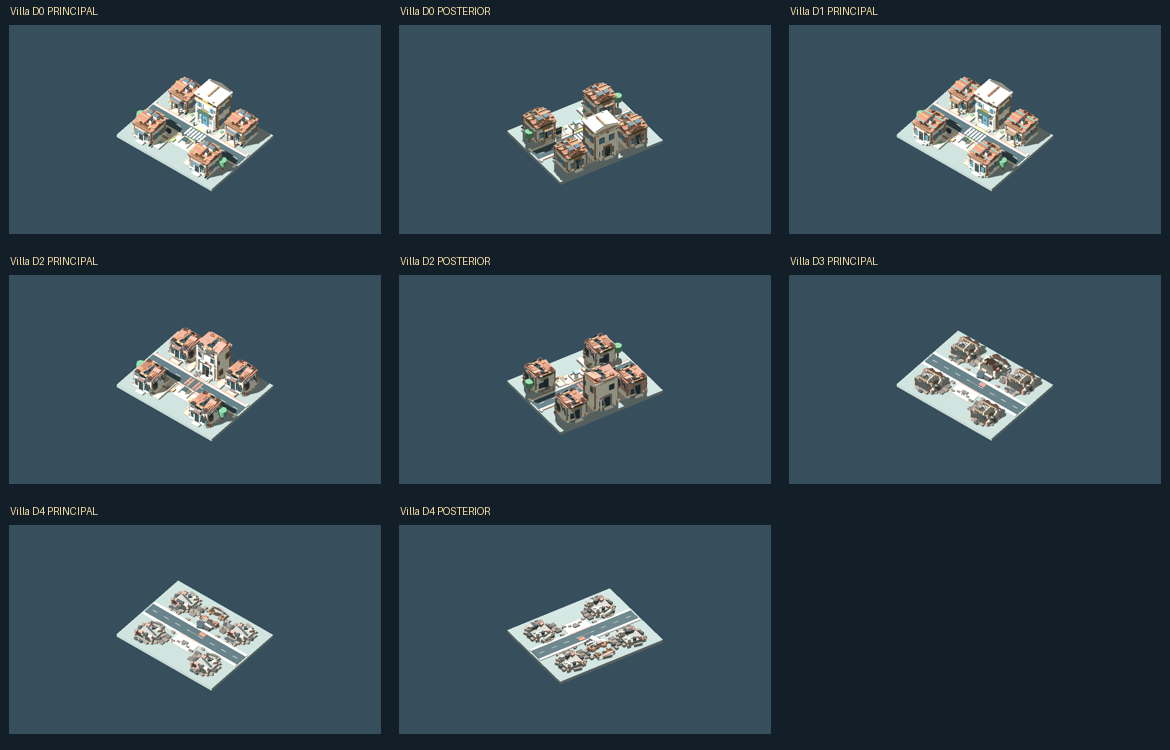 Villa D0 PRINCIPAL
Villa D0 POSTERIOR
Villa D1 PRINCIPAL
Villa D2 PRINCIPAL
Villa D2 POSTERIOR
Villa D3 PRINCIPAL
Villa D4 PRINCIPAL
Villa D4 POSTERIOR